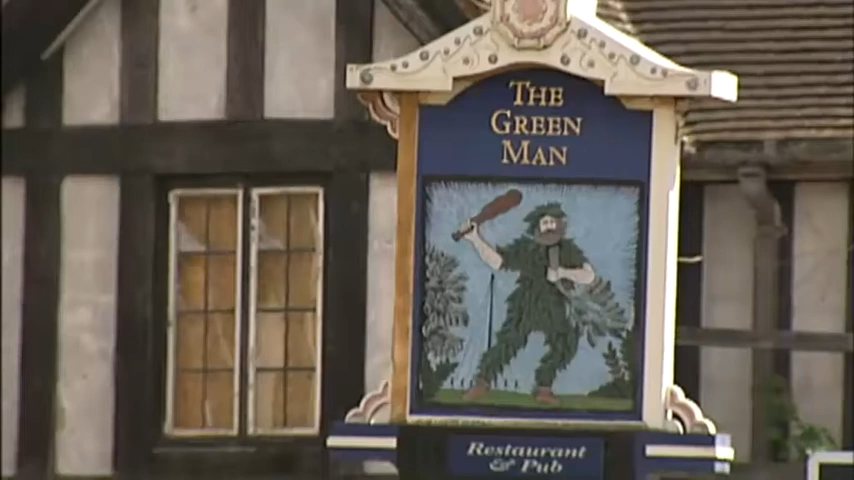 THE
GREEN
MAN
Restaurant
& Pub